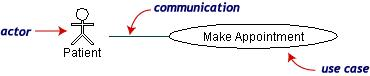 communication
actor
Patient
Make Appointment
use case